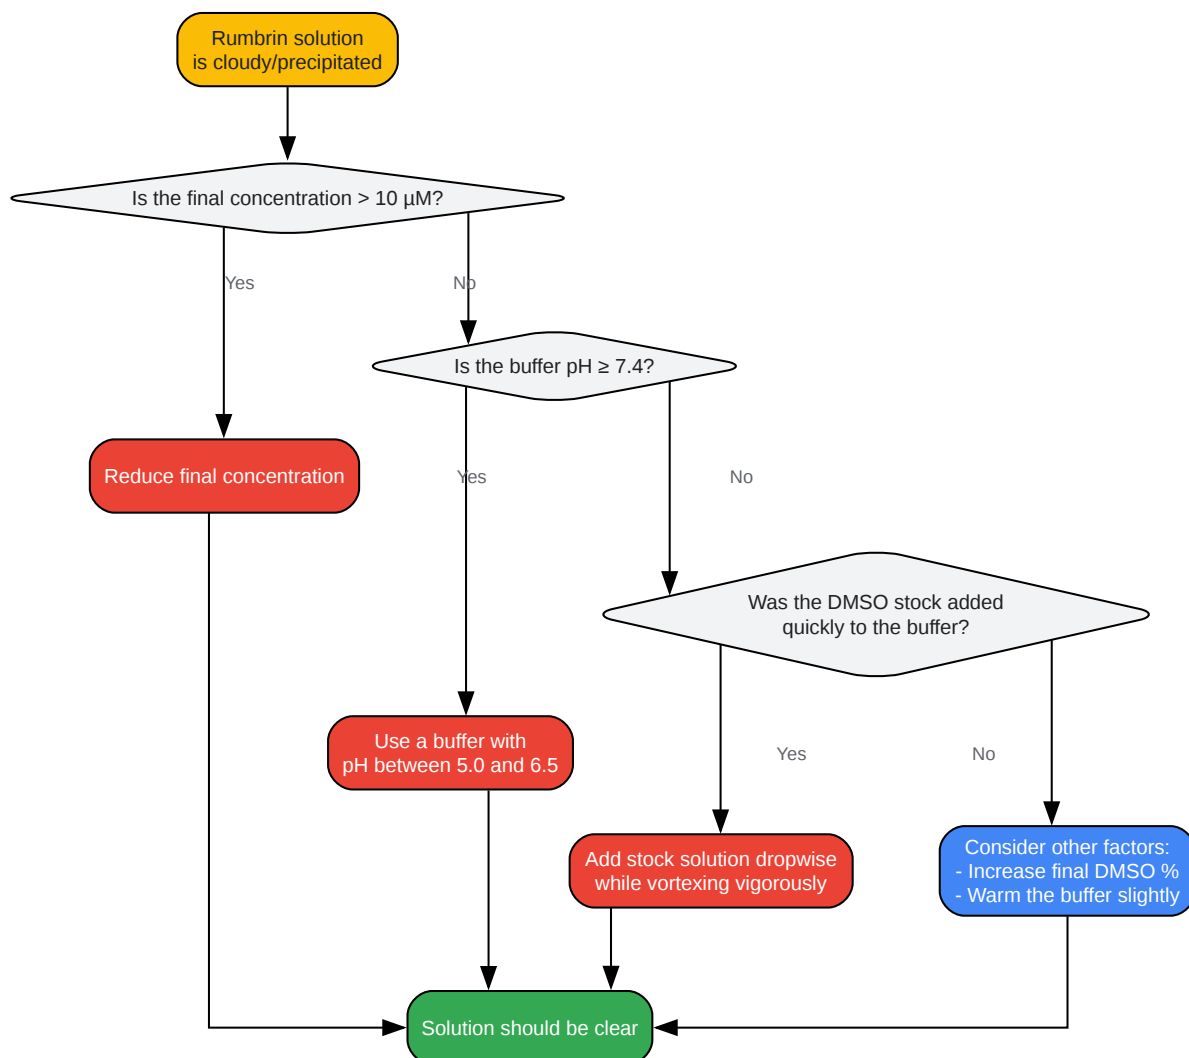 Rumbrin solution
is cloudy/precipitated
Is the final concentration > 10 µM?
Yes
No
Is the buffer pH ≥ 7.4?
Reduce final concentration
Yes
No
Was the DMSO stock added
quickly to the buffer?
Use a buffer with
pH between 5.0 and 6.5
Yes
No
Add stock solution dropwise
while vortexing vigorously
Consider other factors:
- Increase final DMSO %
- Warm the buffer slightly
Solution should be clear